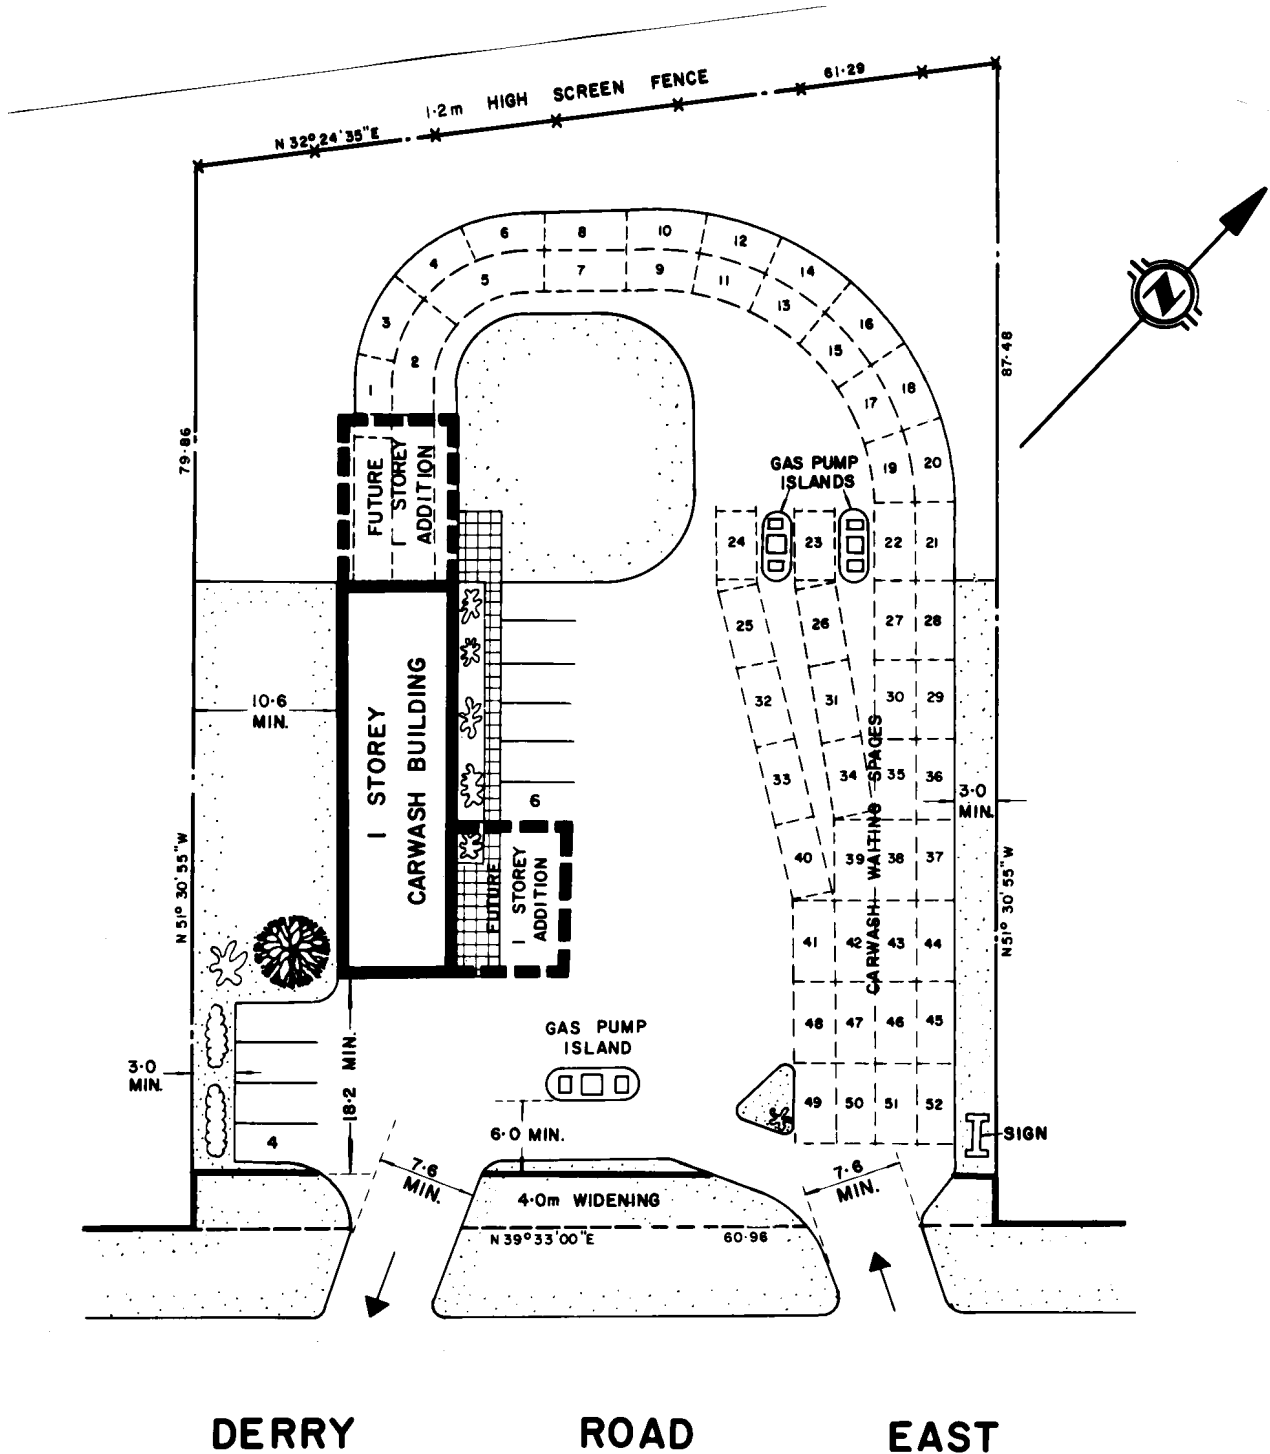 1·2m HIGH SCREEN FENCE
61·29
N 32° 24' 35" E
79·86
87·48
N 51° 30' 55" W
N 51° 30' 55" W
6
8
10
12
4
14
5
7
9
11
13
3
16
2
15
1
18
17
20
19
FUTURE
1 STOREY
ADDITION
GAS PUMP
ISLANDS
24
23
22
21
25
26
27
28
32
31
30
29
33
34
35
36
40
39
38
37
41
42
43
44
48
47
46
45
49
50
51
52
CARWASH WAITING SPACES
10·6
MIN.
1 STOREY
CARWASH BUILDING
6
FUTURE
1 STOREY
ADDITION
3·0
MIN.
3·0
MIN.
18·2 MIN.
4
GAS PUMP
ISLAND
6·0 MIN.
SIGN
7·6
MIN.
7·6
MIN.
4·0m WIDENING
N 39° 33' 00" E
60·96
DERRY ROAD EAST